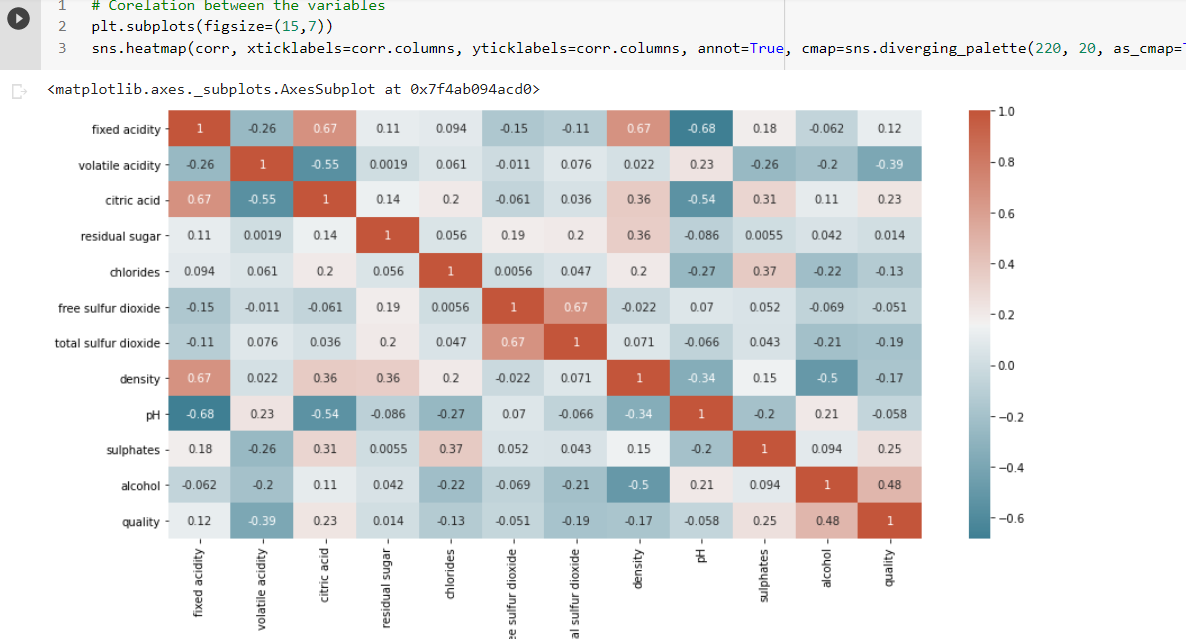 1 # Corelation between the variables
2 plt.subplots(figsize=(15,7))
3 sns.heatmap(corr, xticklabels=corr.columns, yticklabels=corr.columns, annot=True, cmap=sns.diverging_palette(220, 20, as_cmap=
<matplotlib.axes._subplots.AxesSubplot at 0x7f4ab094acd0>
fixed acidity 1 -0.26 0.67 0.11 0.094 -0.15 -0.11 0.67 -0.68 0.18 -0.062 0.12
volatile acidity -0.26 1 -0.55 0.0019 0.061 -0.011 0.076 0.022 0.23 -0.26 -0.2 -0.39
citric acid 0.67 -0.55 1 0.14 0.2 -0.061 0.036 0.36 -0.54 0.31 0.11 0.23
residual sugar 0.11 0.0019 0.14 1 0.056 0.19 0.2 0.36 -0.086 0.0055 0.042 0.014
chlorides 0.094 0.061 0.2 0.056 1 0.0056 0.047 0.2 -0.27 0.37 -0.22 -0.13
free sulfur dioxide -0.15 -0.011 -0.061 0.19 0.0056 1 0.67 -0.022 0.07 0.052 -0.069 -0.051
total sulfur dioxide -0.11 0.076 0.036 0.2 0.047 0.67 1 0.071 -0.066 0.043 -0.21 -0.19
density 0.67 0.022 0.36 0.36 0.2 -0.022 0.071 1 -0.34 0.15 -0.5 -0.17
pH -0.68 0.23 -0.54 -0.086 -0.27 0.07 -0.066 -0.34 1 -0.2 0.21 -0.058
sulphates 0.18 -0.26 0.31 0.0055 0.37 0.052 0.043 0.15 -0.2 1 0.094 0.25
alcohol -0.062 -0.2 0.11 0.042 -0.22 -0.069 -0.21 -0.5 0.21 0.094 1 0.48
quality 0.12 -0.39 0.23 0.014 -0.13 -0.051 -0.19 -0.17 -0.058 0.25 0.48 1
fixed acidity
volatile acidity
citric acid
residual sugar
chlorides
ee sulfur dioxide
al sulfur dioxide
density
pH
sulphates
alcohol
quality
1.0
0.8
0.6
0.4
0.2
0.0
−0.2
−0.4
−0.6